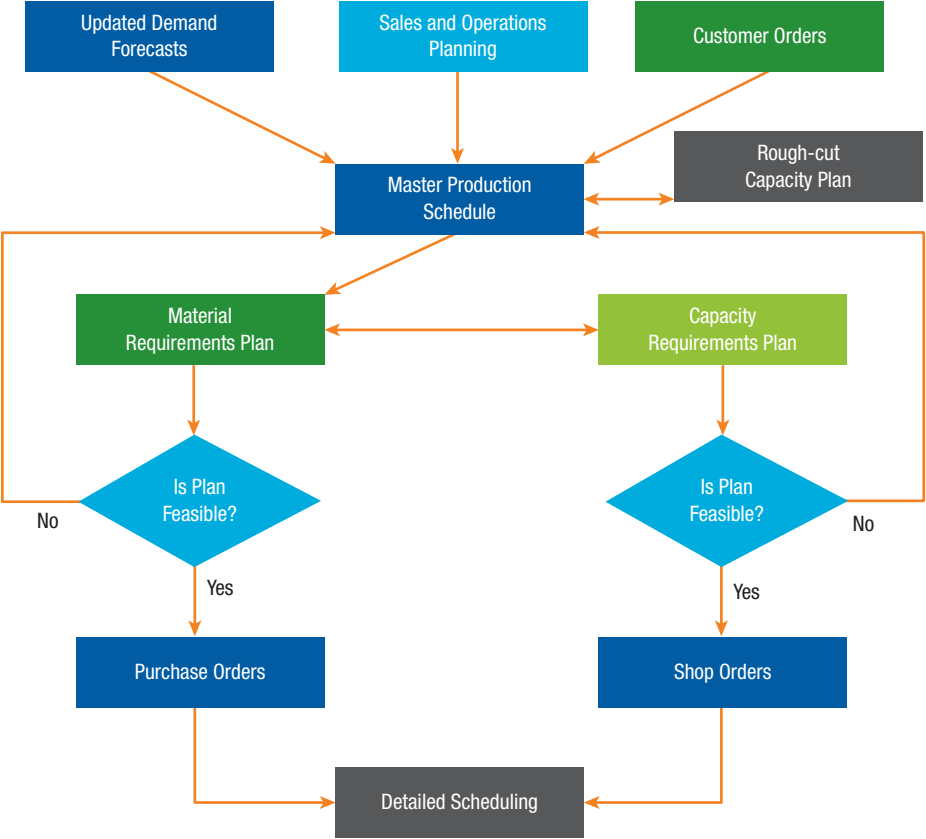 Updated Demand
Forecasts
Sales and Operations
Planning
Customer Orders
Rough-cut
Capacity Plan
Master Production
Schedule
Material
Requirements Plan
Capacity
Requirements Plan
Is Plan
Feasible?
Is Plan
Feasible?
No
No
Yes
Yes
Purchase Orders
Shop Orders
Detailed Scheduling